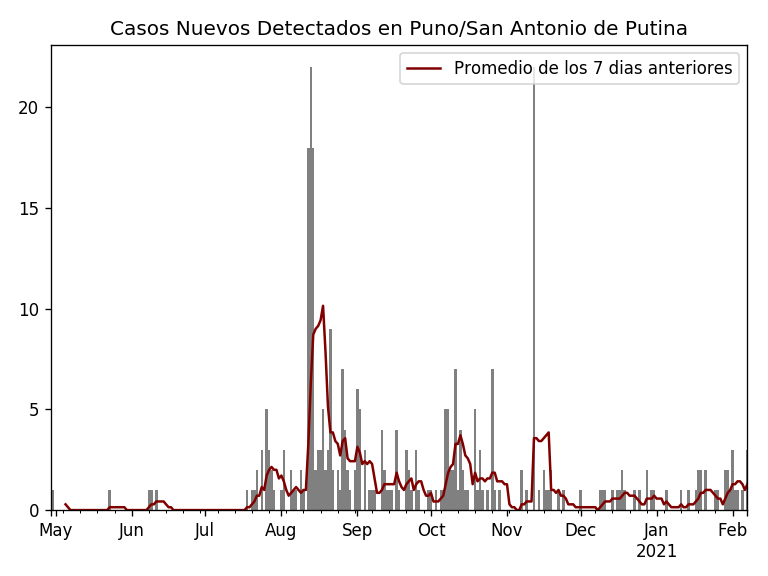 Casos Nuevos Detectados en Puno/San Antonio de Putina
Promedio de los 7 dias anteriores
20
15
10
5
0
May Jun Jul Aug Sep Oct Nov Dec Jan Feb
2021